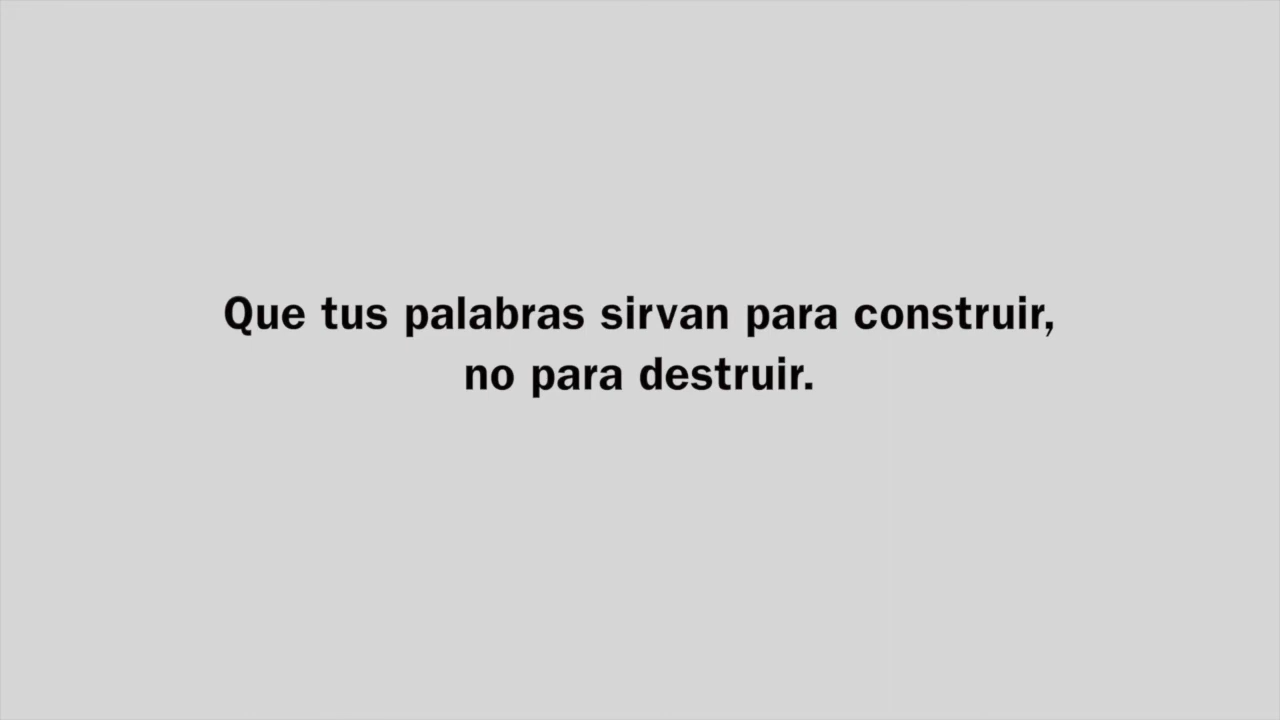 Que tus palabras sirvan para construir,
no para destruir.